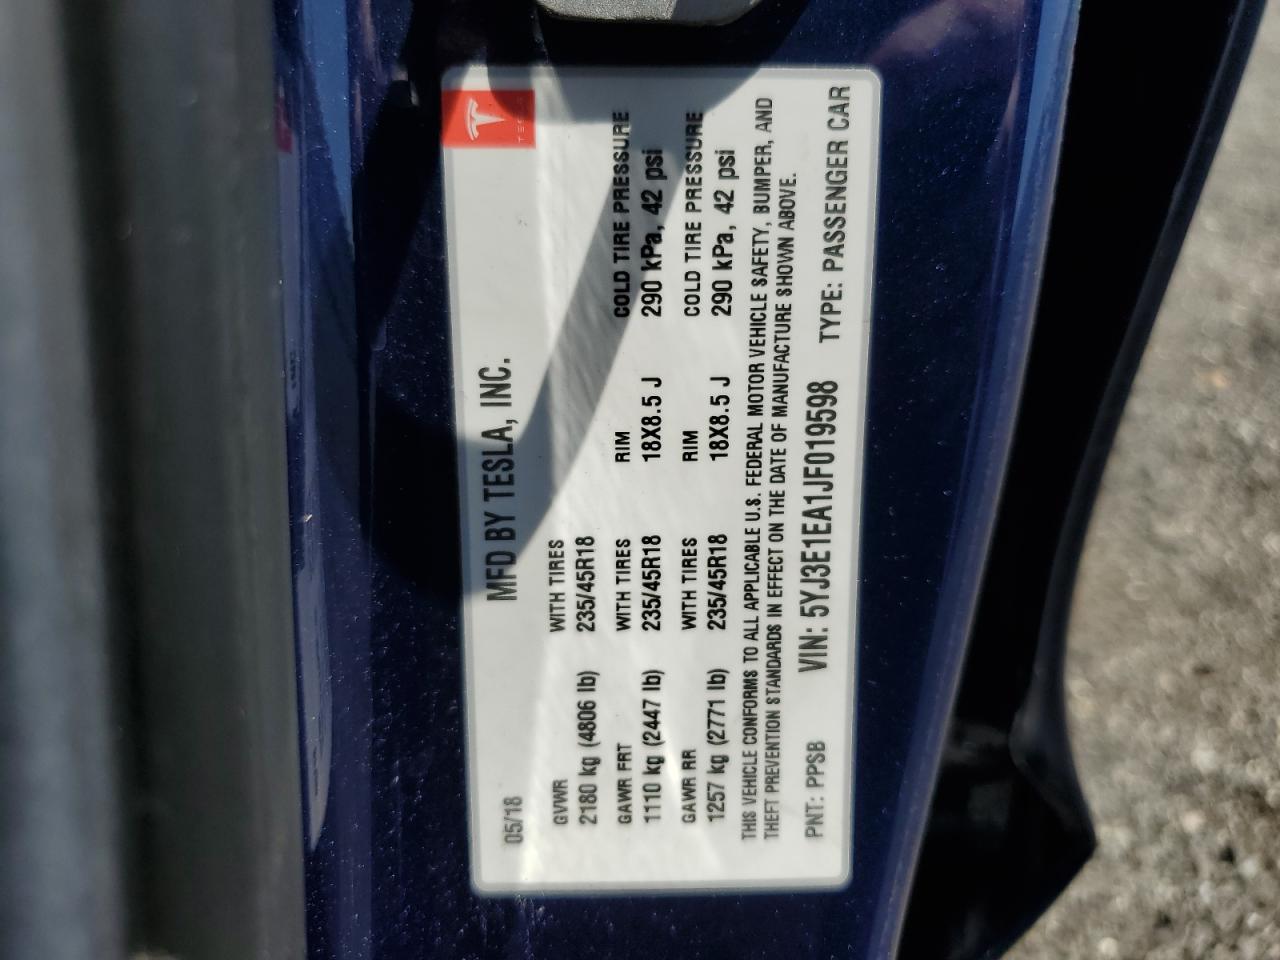 TESLA
05/18 MFD BY TESLA, INC.
GVWR WITH TIRES
2180 kg (4806 lb) 235/45R18
GAWR FRT WITH TIRES RIM COLD TIRE PRESSURE
1110 kg (2447 lb) 235/45R18 18X8.5 J 290 kPa, 42 psi
GAWR RR WITH TIRES RIM COLD TIRE PRESSURE
1257 kg (2771 lb) 235/45R18 18X8.5 J 290 kPa, 42 psi
THIS VEHICLE CONFORMS TO ALL APPLICABLE U.S. FEDERAL MOTOR VEHICLE SAFETY, BUMPER, AND
THEFT PREVENTION STANDARDS IN EFFECT ON THE DATE OF MANUFACTURE SHOWN ABOVE.
PNT: PPSB VIN: 5YJ3E1EA1JF019598 TYPE: PASSENGER CAR